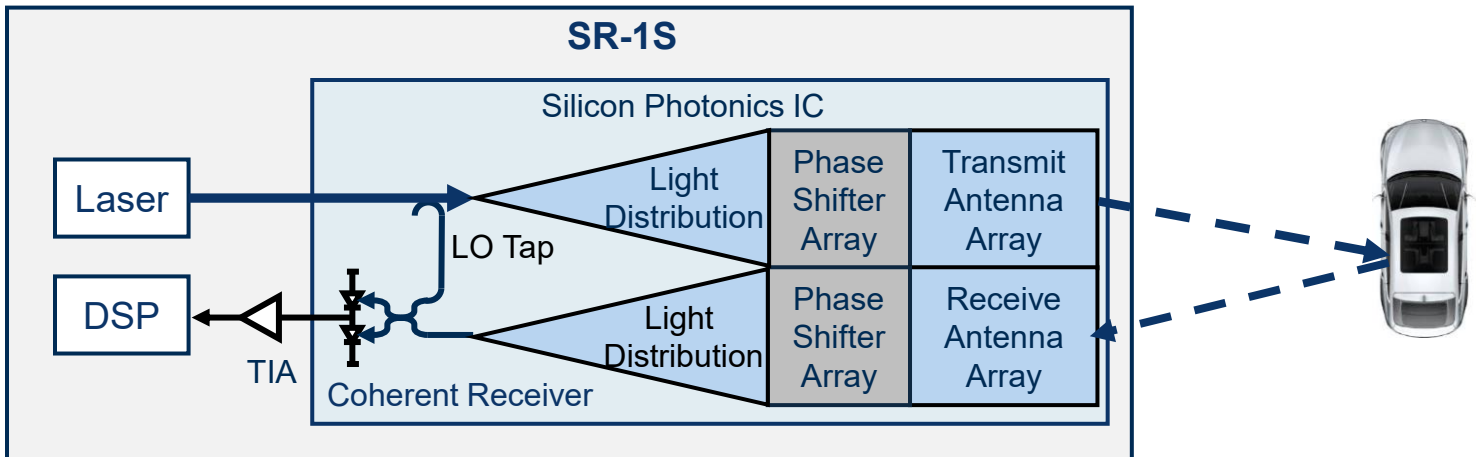 SR-1S
Silicon Photonics IC
Laser
Light
Distribution
Phase
Shifter
Array
Transmit
Antenna
Array
LO Tap
DSP
TIA
Coherent Receiver
Light
Distribution
Phase
Shifter
Array
Receive
Antenna
Array